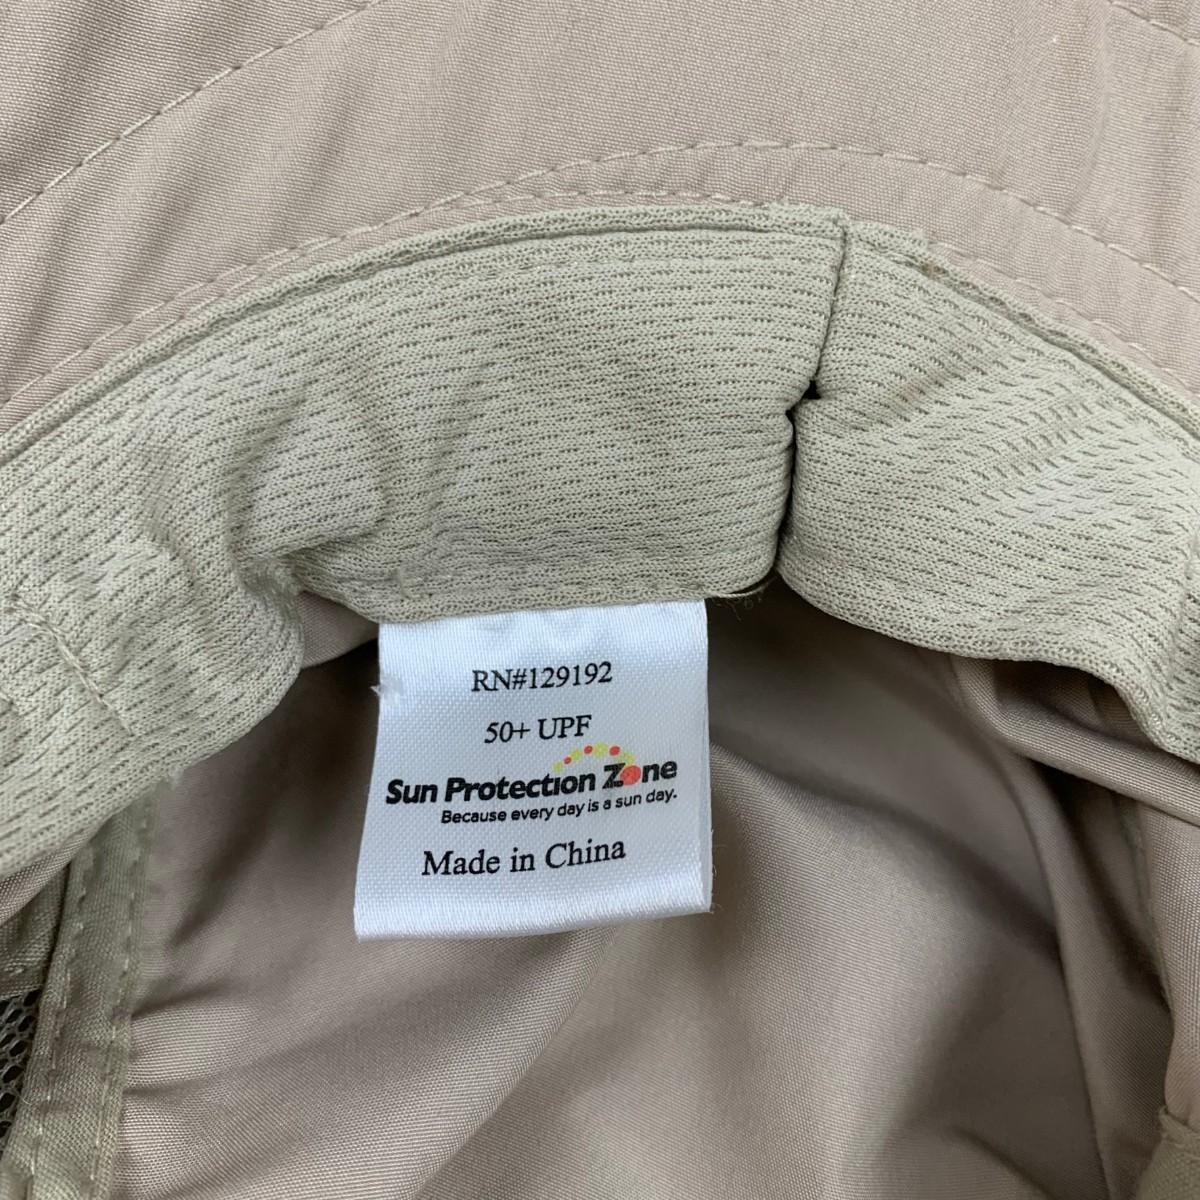 RN#129192
50+ UPF
Sun Protection Zone
Because every day is a sun day.
Made in China